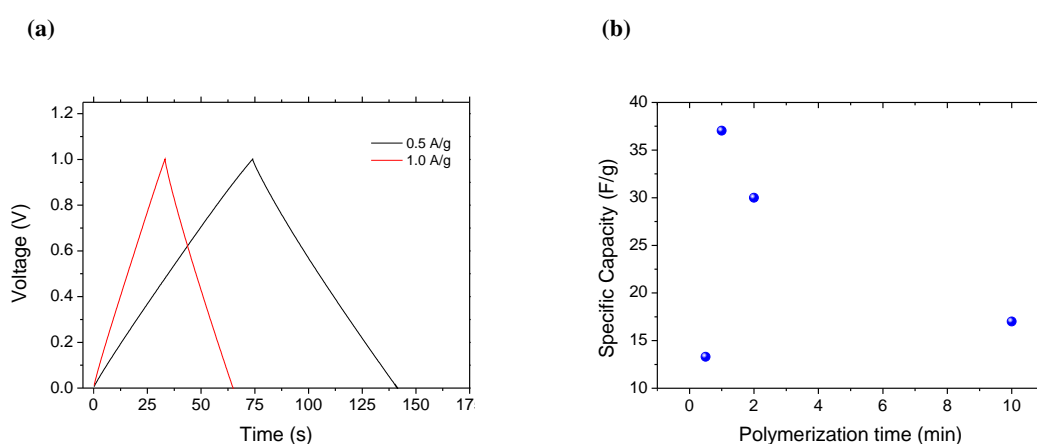 (a)
(b)
Voltage (V)
1.2
1.0
0.8
0.6
0.4
0.2
0.0
0.5 A/g
1.0 A/g
0 25 50 75 100 125 150 17
Time (s)
Specific Capacity (F/g)
40
35
30
25
20
15
10
0 2 4 6 8 10
Polymerization time (min)